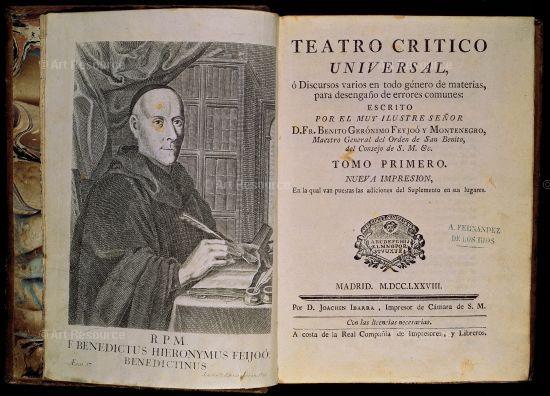 R P M
F BENEDICTUS HIERONYMUS FEIJOÓ
BENEDICTINUS
TEATRO CRITICO
UNIVERSAL,
ó Discursos varios en todo género de materias,
para desengaño de errores comunes:
ESCRITO
POR EL MUY ILUSTRE SEÑOR
D. FR. BENITO GERÓNIMO FEYJOÓ Y MONTENEGRO,
Maestro General del Orden de San Benito,
del Consejo de S. M. &c.
TOMO PRIMERO.
NUEVA IMPRESION,
En la qual van puestas las adiciones del Suplemento en sus lugares.
A. FERNANDEZ
DE LOS RIOS
MADRID. M.DCC.LXXVIII.
Por D. JOACHIN IBARRA, Impresor de Cámara de S. M.
Con las licencias necesarias.
A costa de la Real Compañía de Impresores, y Libreros.
Art Resource